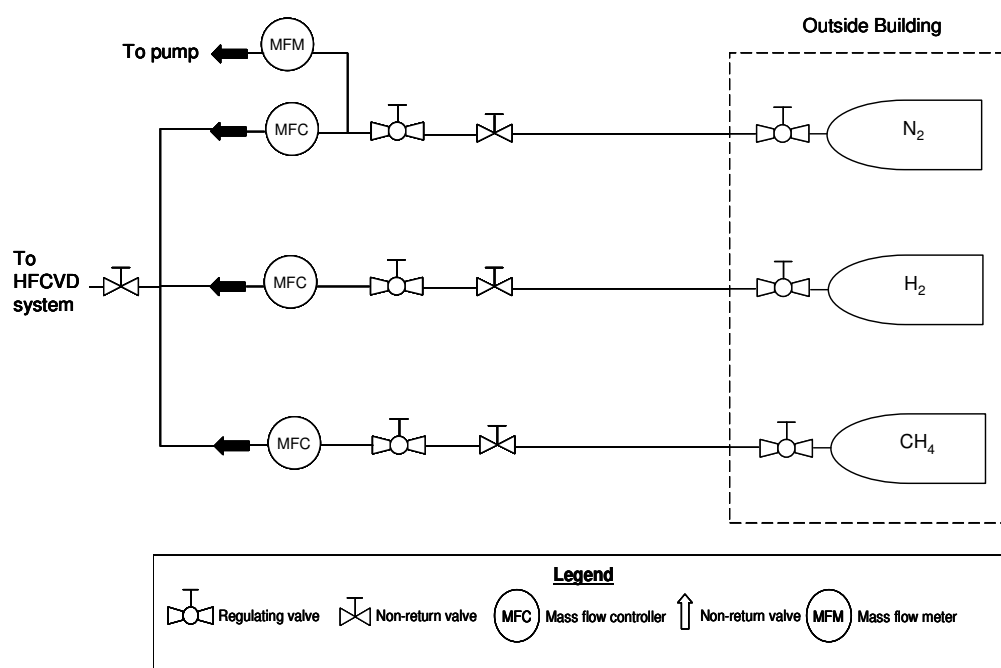 Outside Building
To pump
MFM
MFC
N₂
To
HFCVD
system
MFC
H₂
MFC
CH₄
Legend
Regulating valve
Non-return valve
MFC
Mass flow controller
Non-return valve
MFM
Mass flow meter